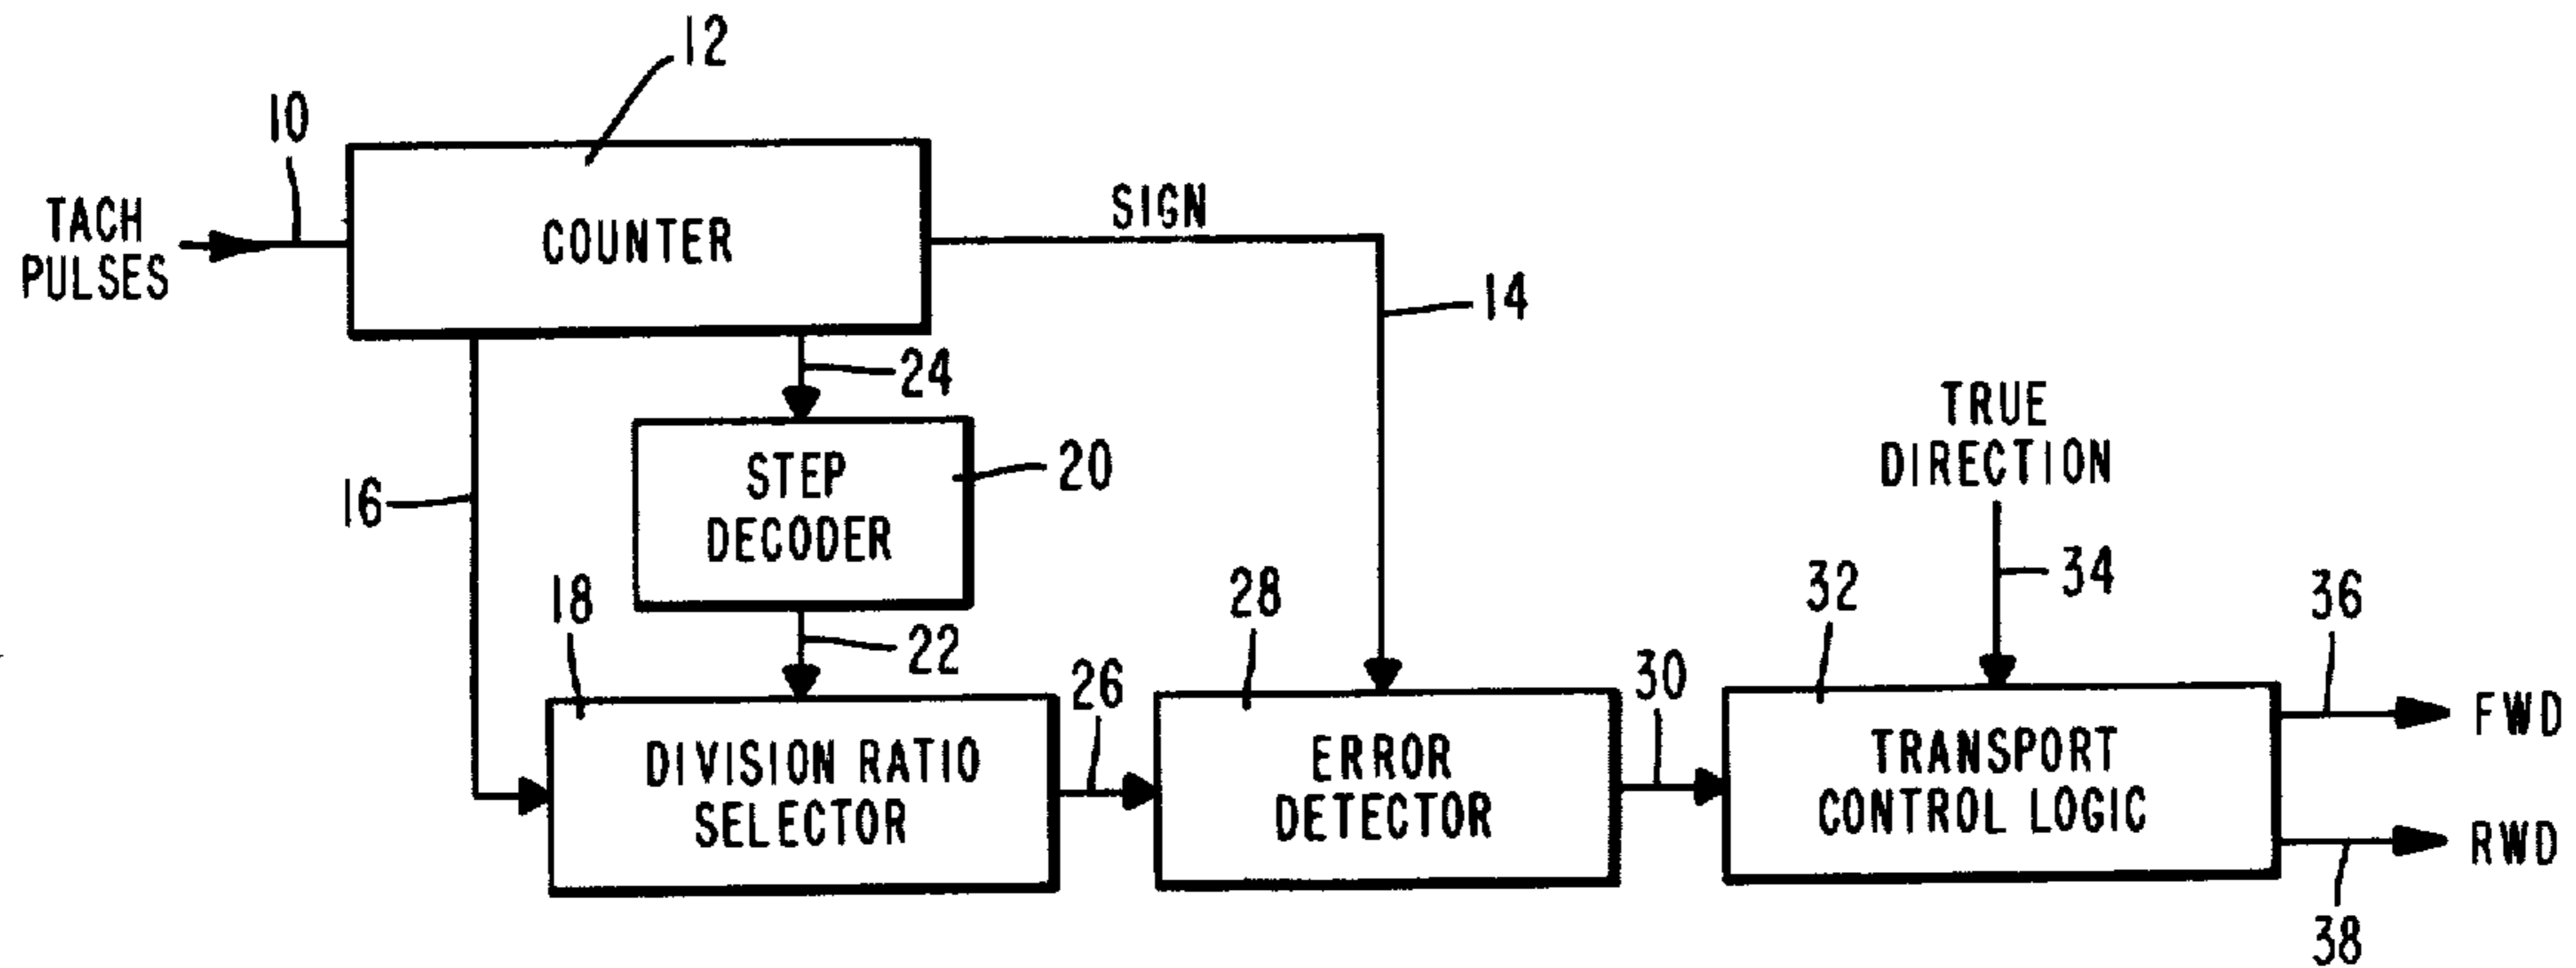 12
10
TACH
PULSES
COUNTER
SIGN
14
24
16
STEP
DECODER
20
TRUE
DIRECTION
34
18
22
26
28
30
32
36
FWD
DIVISION RATIO
SELECTOR
ERROR
DETECTOR
TRANSPORT
CONTROL LOGIC
RWD
38